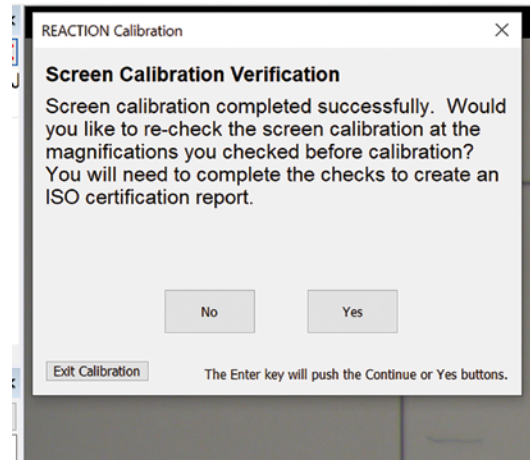 REACTION Calibration
Screen Calibration Verification
Screen calibration completed successfully.  Would
you like to re-check the screen calibration at the
magnifications you checked before calibration?
You will need to complete the checks to create an
ISO certification report.
No
Yes
Exit Calibration
The Enter key will push the Continue or Yes buttons.